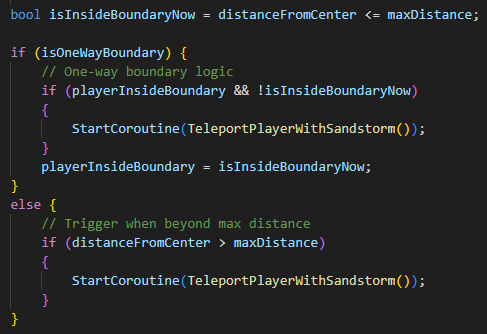 bool isInsideBoundaryNow = distanceFromCenter <= maxDistance;
if (isOneWayBoundary) {
// One-way boundary logic
if (playerInsideBoundary && !isInsideBoundaryNow)
{
StartCoroutine(TeleportPlayerWithSandstorm());
}
playerInsideBoundary = isInsideBoundaryNow;
}
else {
// Trigger when beyond max distance
if (distanceFromCenter > maxDistance)
{
StartCoroutine(TeleportPlayerWithSandstorm());
}
}